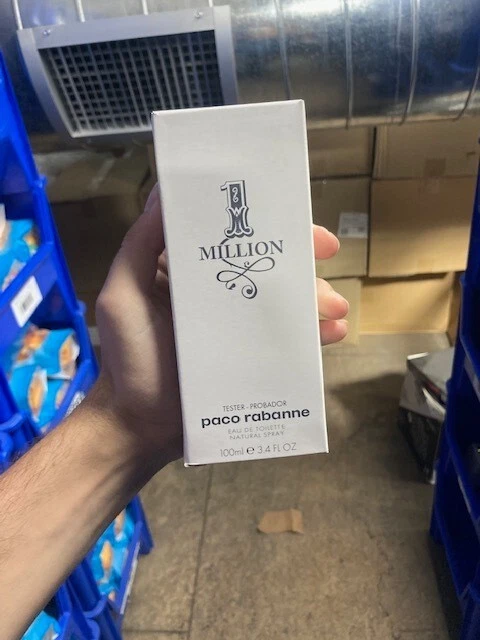 1
MILLION
TESTER - PROBADOR
paco rabanne
EAU DE TOILETTE
NATURAL SPRAY
100ml e 3.4 FL OZ